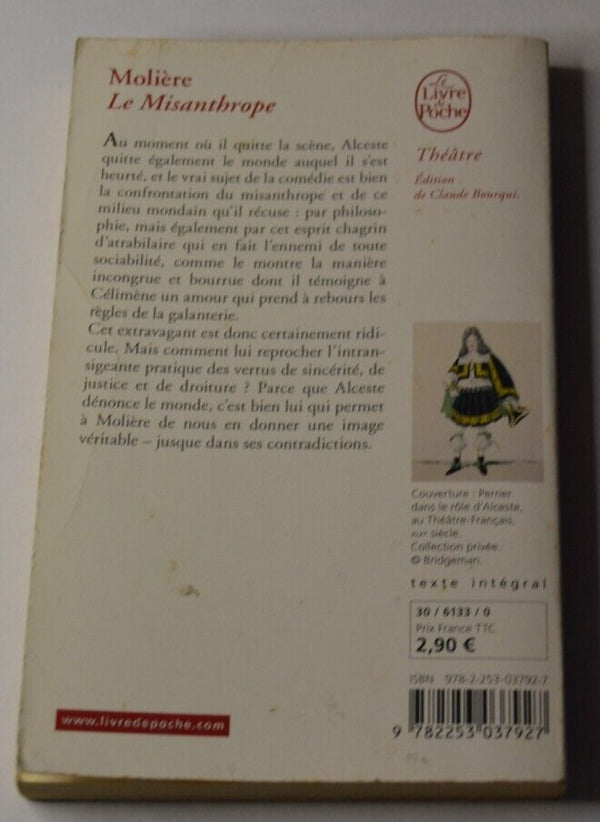 Molière
Le Misanthrope
Au moment où il quitte la scène, Alceste
quitte également le monde auquel il s'est
heurté, et le vrai sujet de la comédie est bien
la confrontation du misanthrope et de ce
milieu mondain qu'il récuse : par philoso-
phie, mais également par cet esprit chagrin
d'atrabilaire qui en fait l'ennemi de toute
sociabilité, comme le montre la manière
incongrue et bourrue dont il témoigne à
Célimène un amour qui prend à rebours les
règles de la galanterie.
Cet extravagant est donc certainement ridi-
cule. Mais comment lui reprocher l'intran-
sigeante pratique des vertus de sincérité, de
justice et de droiture ? Parce que Alceste
dénonce le monde, c'est bien lui qui permet
à Molière de nous en donner une image
véritable – jusque dans ses contradictions.
www.livredepoche.com
Le
Livre
de
Poche
Théâtre
Édition
de Claude Bourqui.
Couverture : Perrier
dans le rôle d'Alceste,
au Théâtre-Français,
XIXe siècle.
Collection privée.
© Bridgeman.
texte intégral
30 / 6133 / 0
Prix France TTC
2,90 €
ISBN 978-2-253-03792-7
9 782253 037927